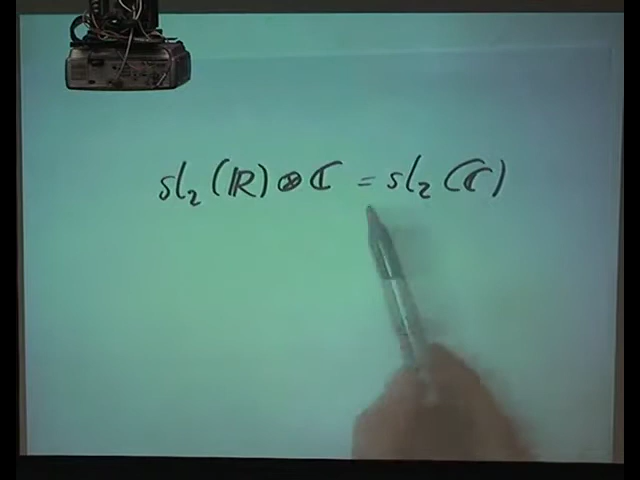 sl₂(ℝ)⊗ℂ = sl₂(ℂ)